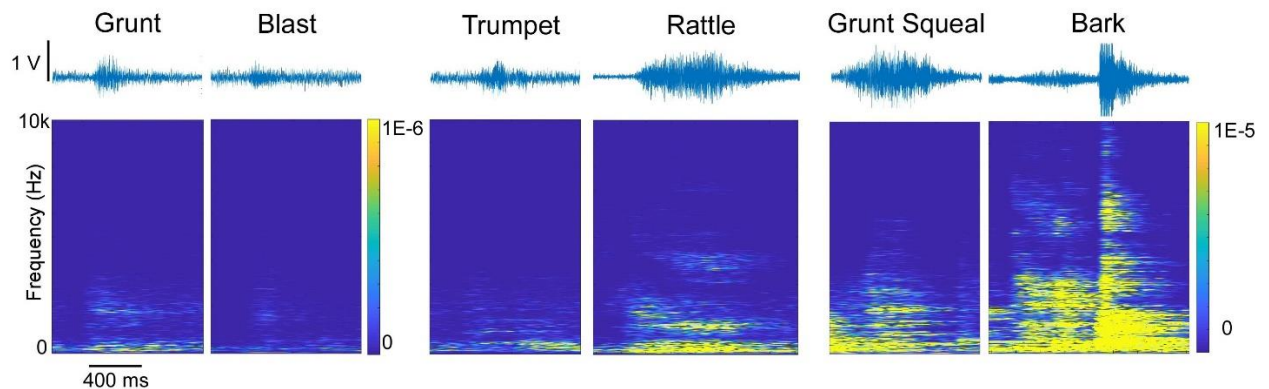 Grunt Blast Trumpet Rattle Grunt Squeal Bark
1 V
10k 1E-6 1E-5
Frequency (Hz)
0 0 0
400 ms